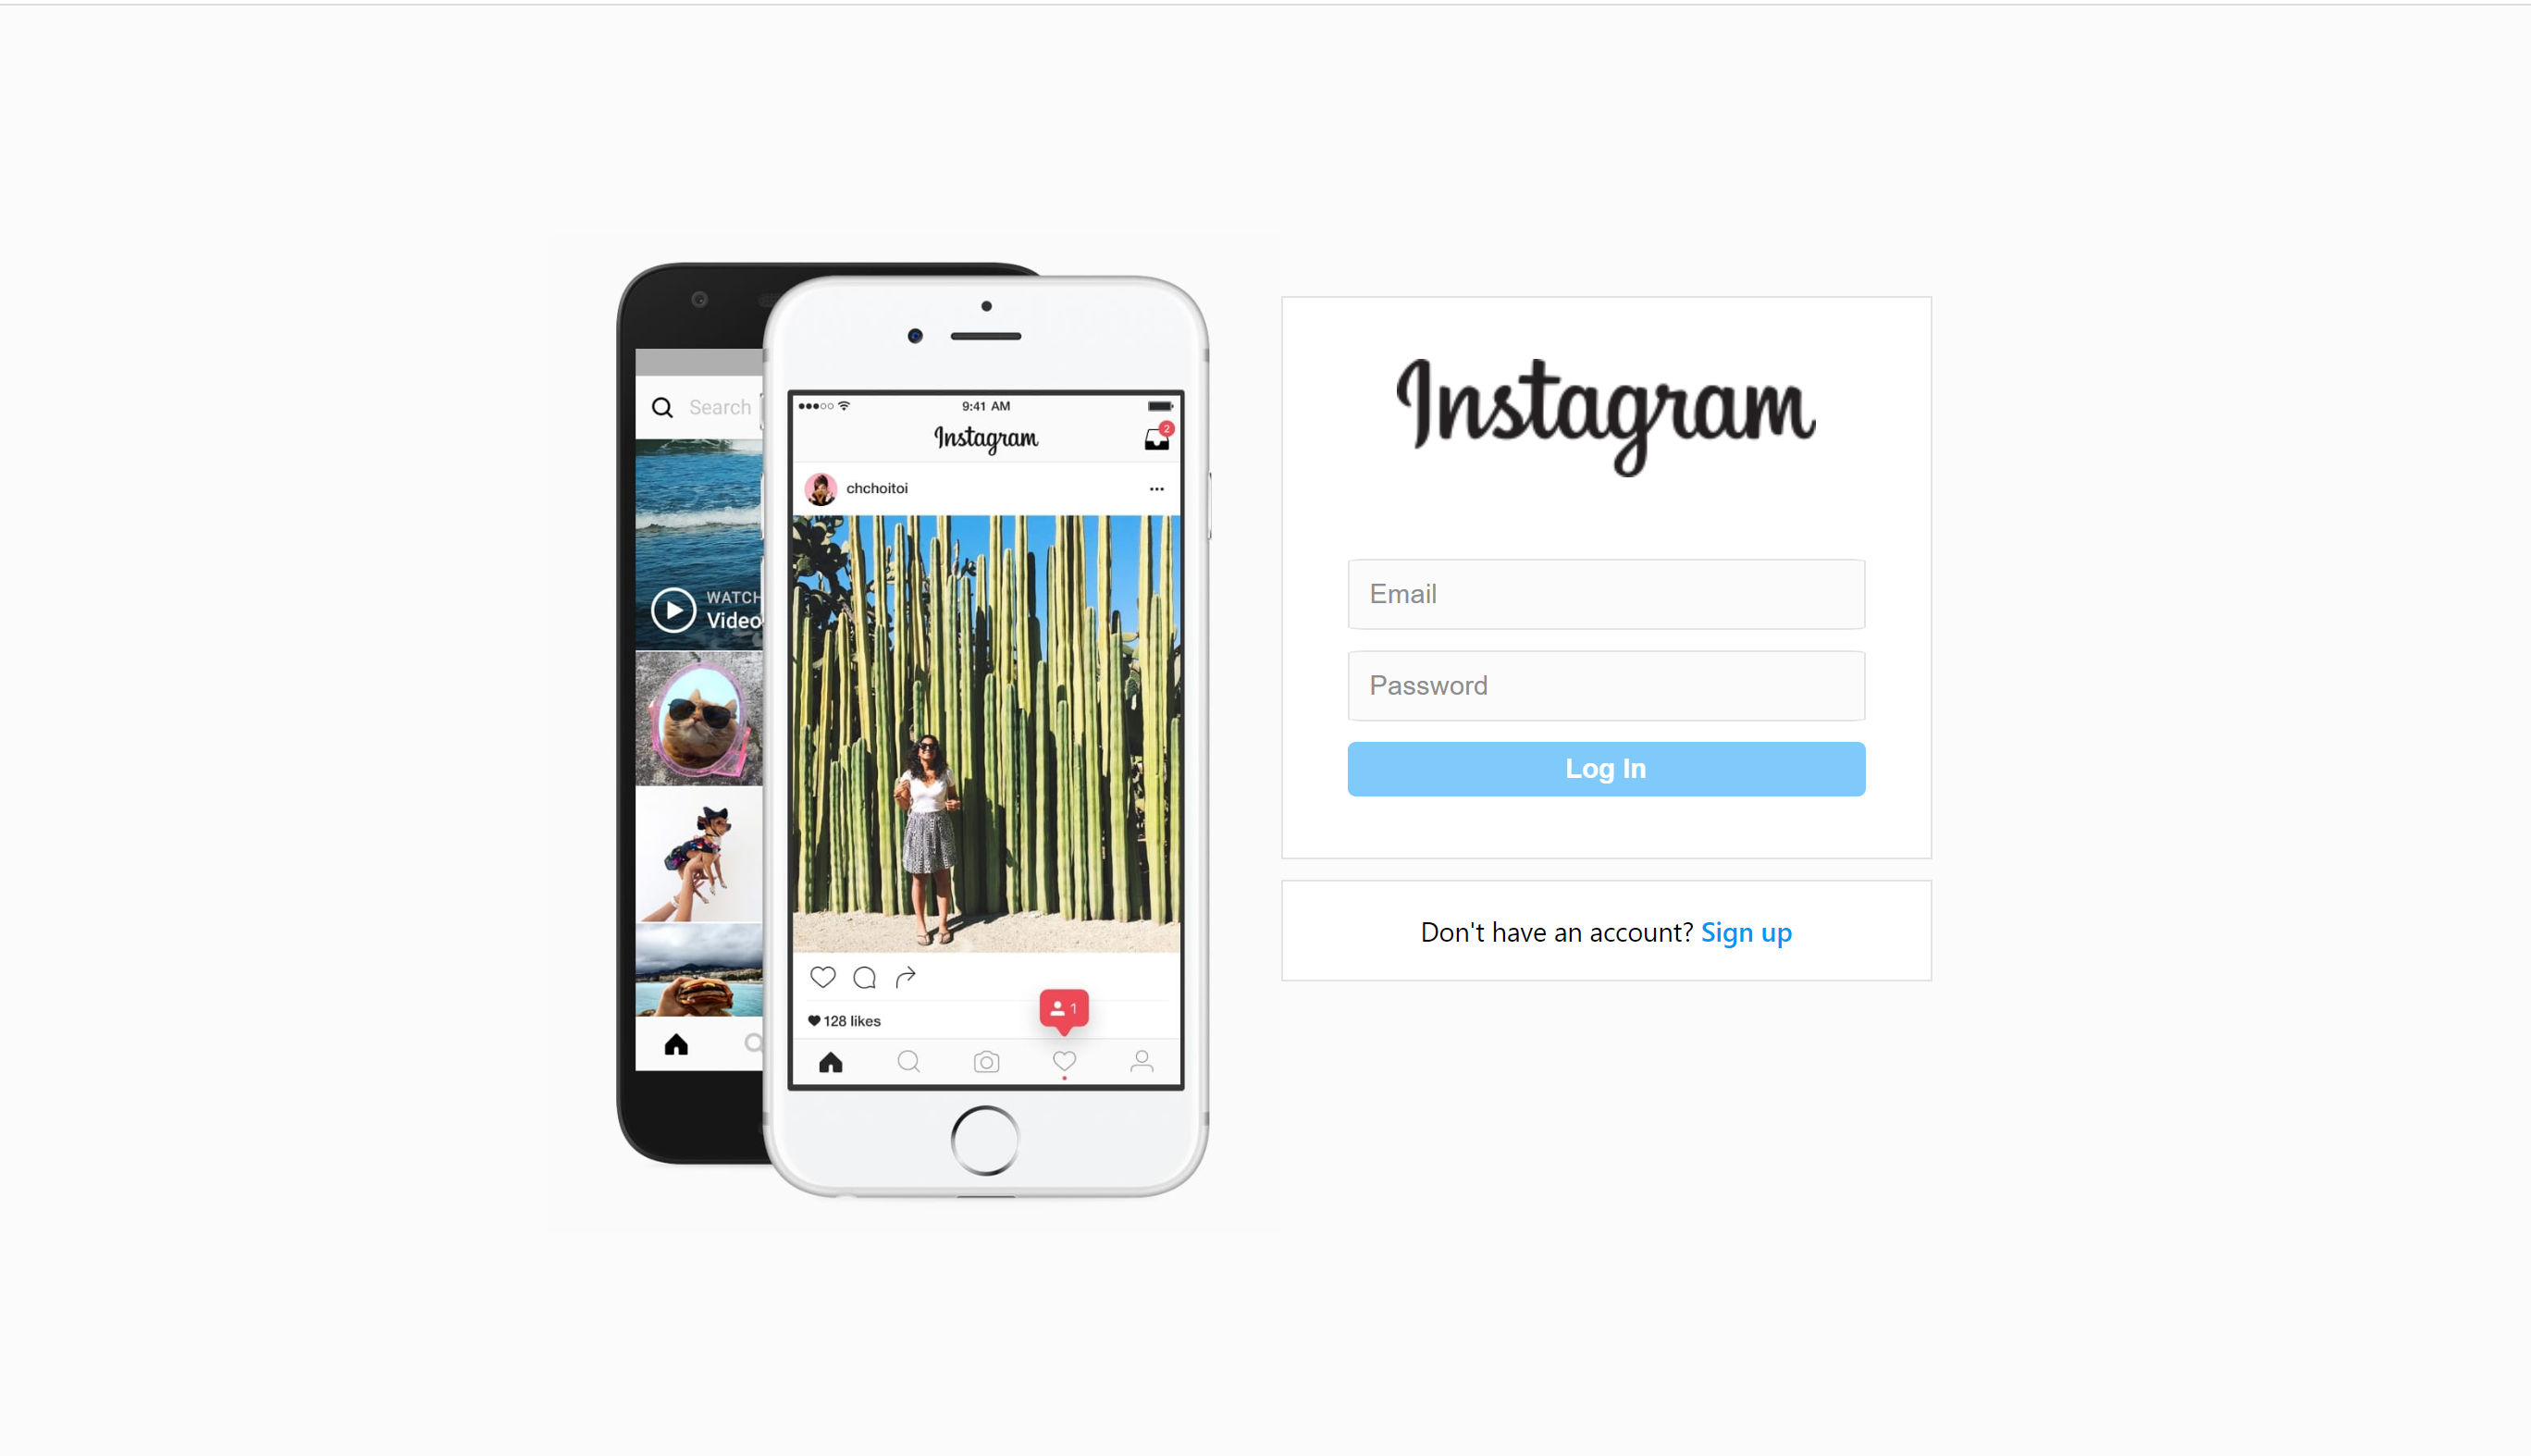 Search
WATCH
Video
9:41 AM
Instagram
2
chchoitoi
128 likes
1
Instagram
Email
Password
Log In
Don't have an account? Sign up